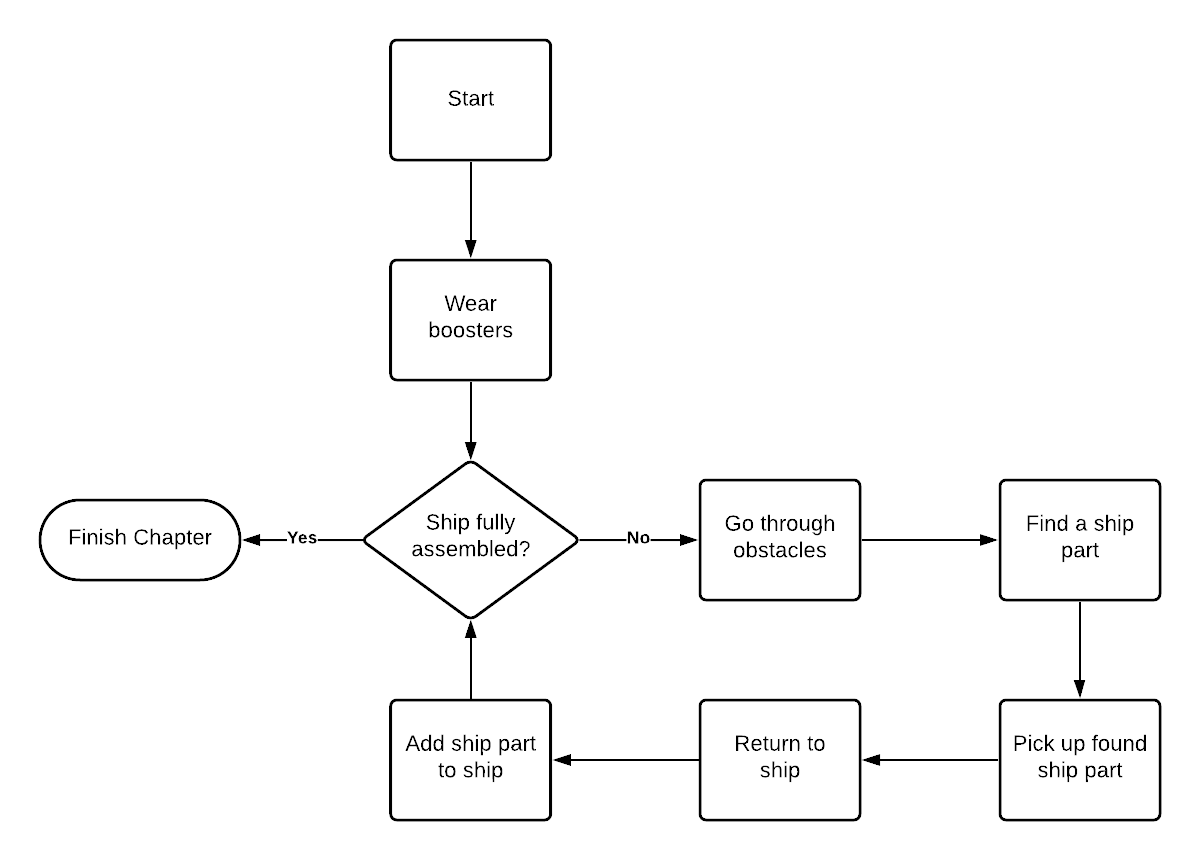 Start
Wear
boosters
Ship fully
assembled?
Yes
Finish Chapter
No
Go through
obstacles
Find a ship
part
Pick up found
ship part
Return to
ship
Add ship part
to ship